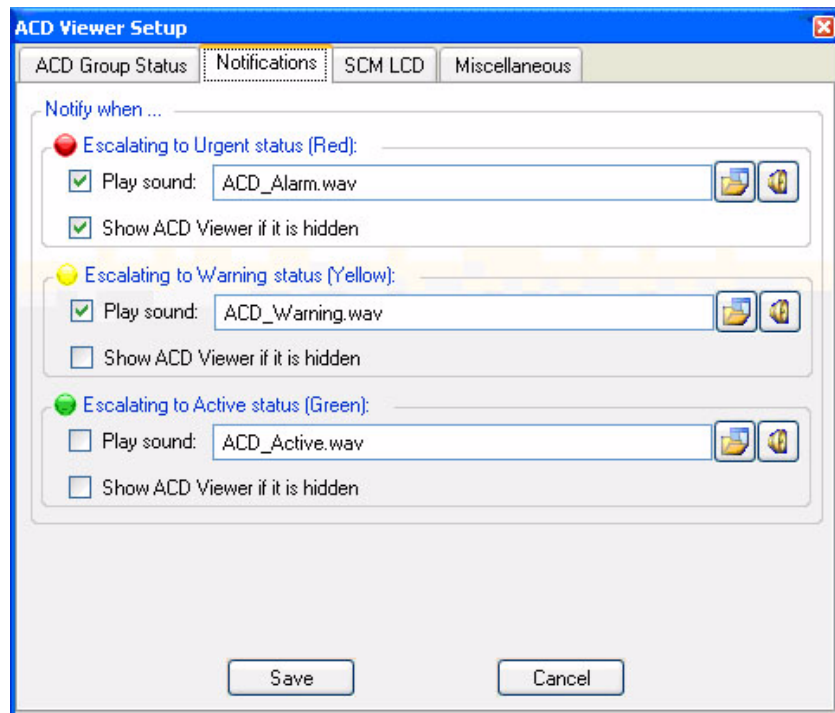 ACD Viewer Setup
ACD Group Status Notifications SCM LCD Miscellaneous
Notify when ...
Escalating to Urgent status (Red):
Play sound: ACD_Alarm.wav
Show ACD Viewer if it is hidden
Escalating to Warning status (Yellow):
Play sound: ACD_Warning.wav
Show ACD Viewer if it is hidden
Escalating to Active status (Green):
Play sound: ACD_Active.wav
Show ACD Viewer if it is hidden
Save Cancel